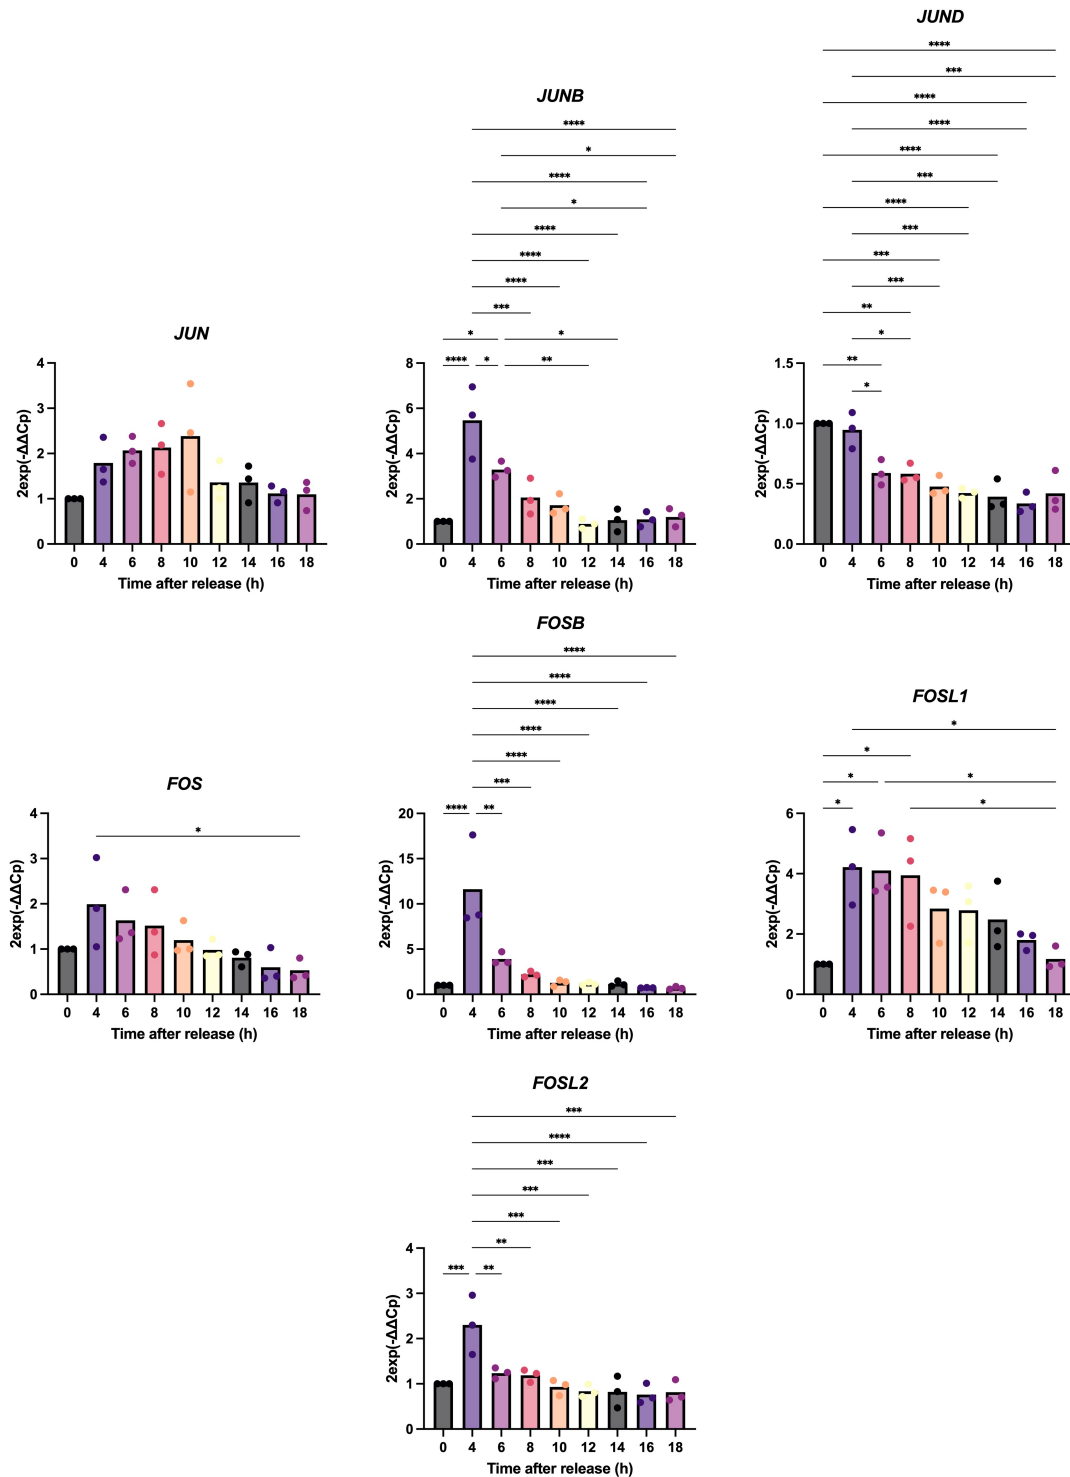 JUN
2exp(-ΔΔCp)
4
3
2
1
0
0 4 6 8 10 12 14 16 18
Time after release (h)
JUNB
****
*
****
*
****
****
****
***
* *
**** * **
2exp(-ΔΔCp)
8
6
4
2
0
0 4 6 8 10 12 14 16 18
Time after release (h)
JUND
****
***
****
****
****
***
****
***
***
***
**
*
**
*
2exp(-ΔΔCp)
1.5
1.0
0.5
0.0
0 4 6 8 10 12 14 16 18
Time after release (h)
FOS
*
2exp(-ΔΔCp)
4
3
2
1
0
0 4 6 8 10 12 14 16 18
Time after release (h)
FOSB
****
****
****
****
****
***
**** **
2exp(-ΔΔCp)
20
15
10
5
0
0 4 6 8 10 12 14 16 18
Time after release (h)
FOSL1
*
*
* *
* *
2exp(-ΔΔCp)
6
4
2
0
0 4 6 8 10 12 14 16 18
Time after release (h)
FOSL2
***
****
***
***
***
**
*** **
2exp(-ΔΔCp)
4
3
2
1
0
0 4 6 8 10 12 14 16 18
Time after release (h)